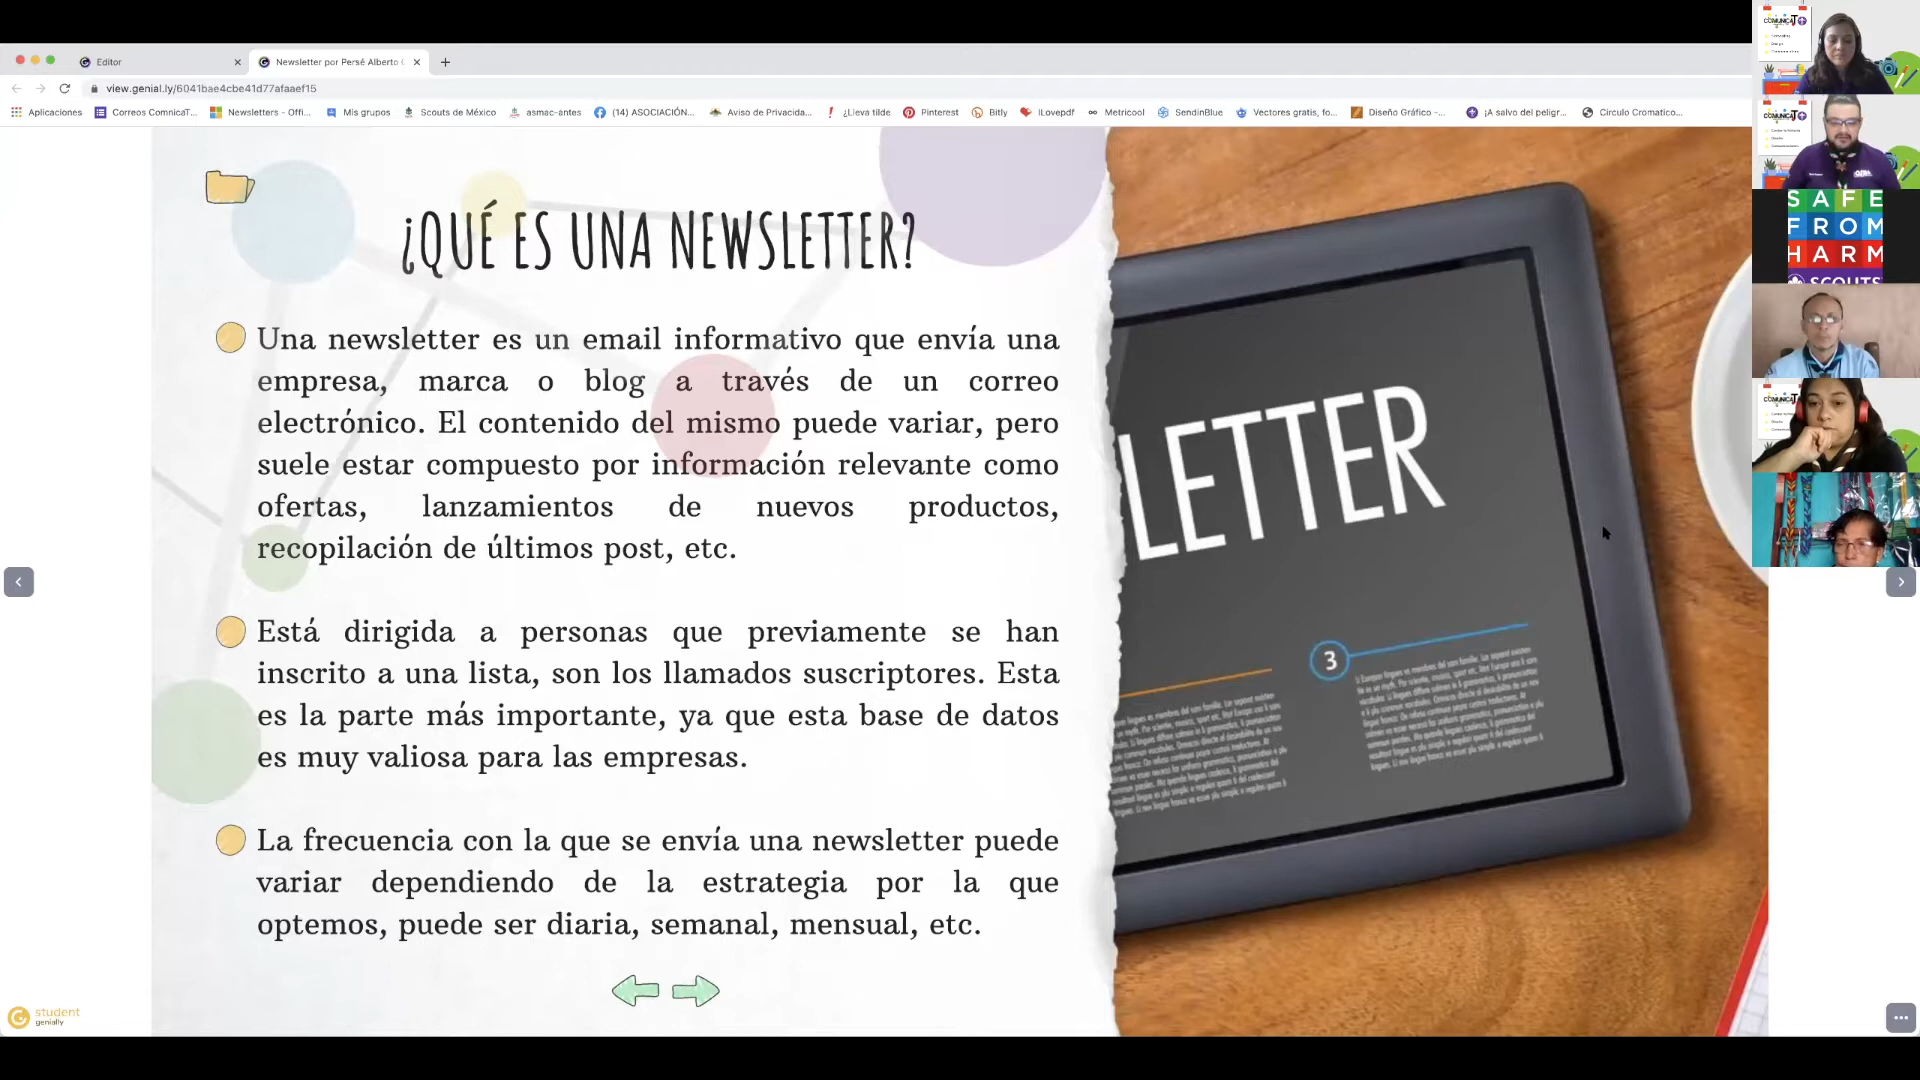 Editor
Newsletter por Persé Alberto
view.genial.ly/6041bae4cbe41d77afaaef15
Aplicaciones
Correos ComnicaT...
Newsletters - Offi...
Mis grupos
Scouts de México
asmac-antes
(14) ASOCIACIÓN...
Aviso de Privacida...
¿Lleva tilde
Pinterest
Bitly
ILovepdf
Metricool
SendinBlue
Vectores gratis, fo...
Diseño Gráfico -...
¡A salvo del peligr...
Circulo Cromatico...
¿QUÉ ES UNA NEWSLETTER?
Una newsletter es un email informativo que envía una
empresa, marca o blog a través de un correo
electrónico. El contenido del mismo puede variar, pero
suele estar compuesto por información relevante como
ofertas, lanzamientos de nuevos productos,
recopilación de últimos post, etc.
Está dirigida a personas que previamente se han
inscrito a una lista, son los llamados suscriptores. Esta
es la parte más importante, ya que esta base de datos
es muy valiosa para las empresas.
La frecuencia con la que se envía una newsletter puede
variar dependiendo de la estrategia por la que
optemos, puede ser diaria, semanal, mensual, etc.
LETTER
3
student
genially
SAFE
FROM
HARM
SCOUTS